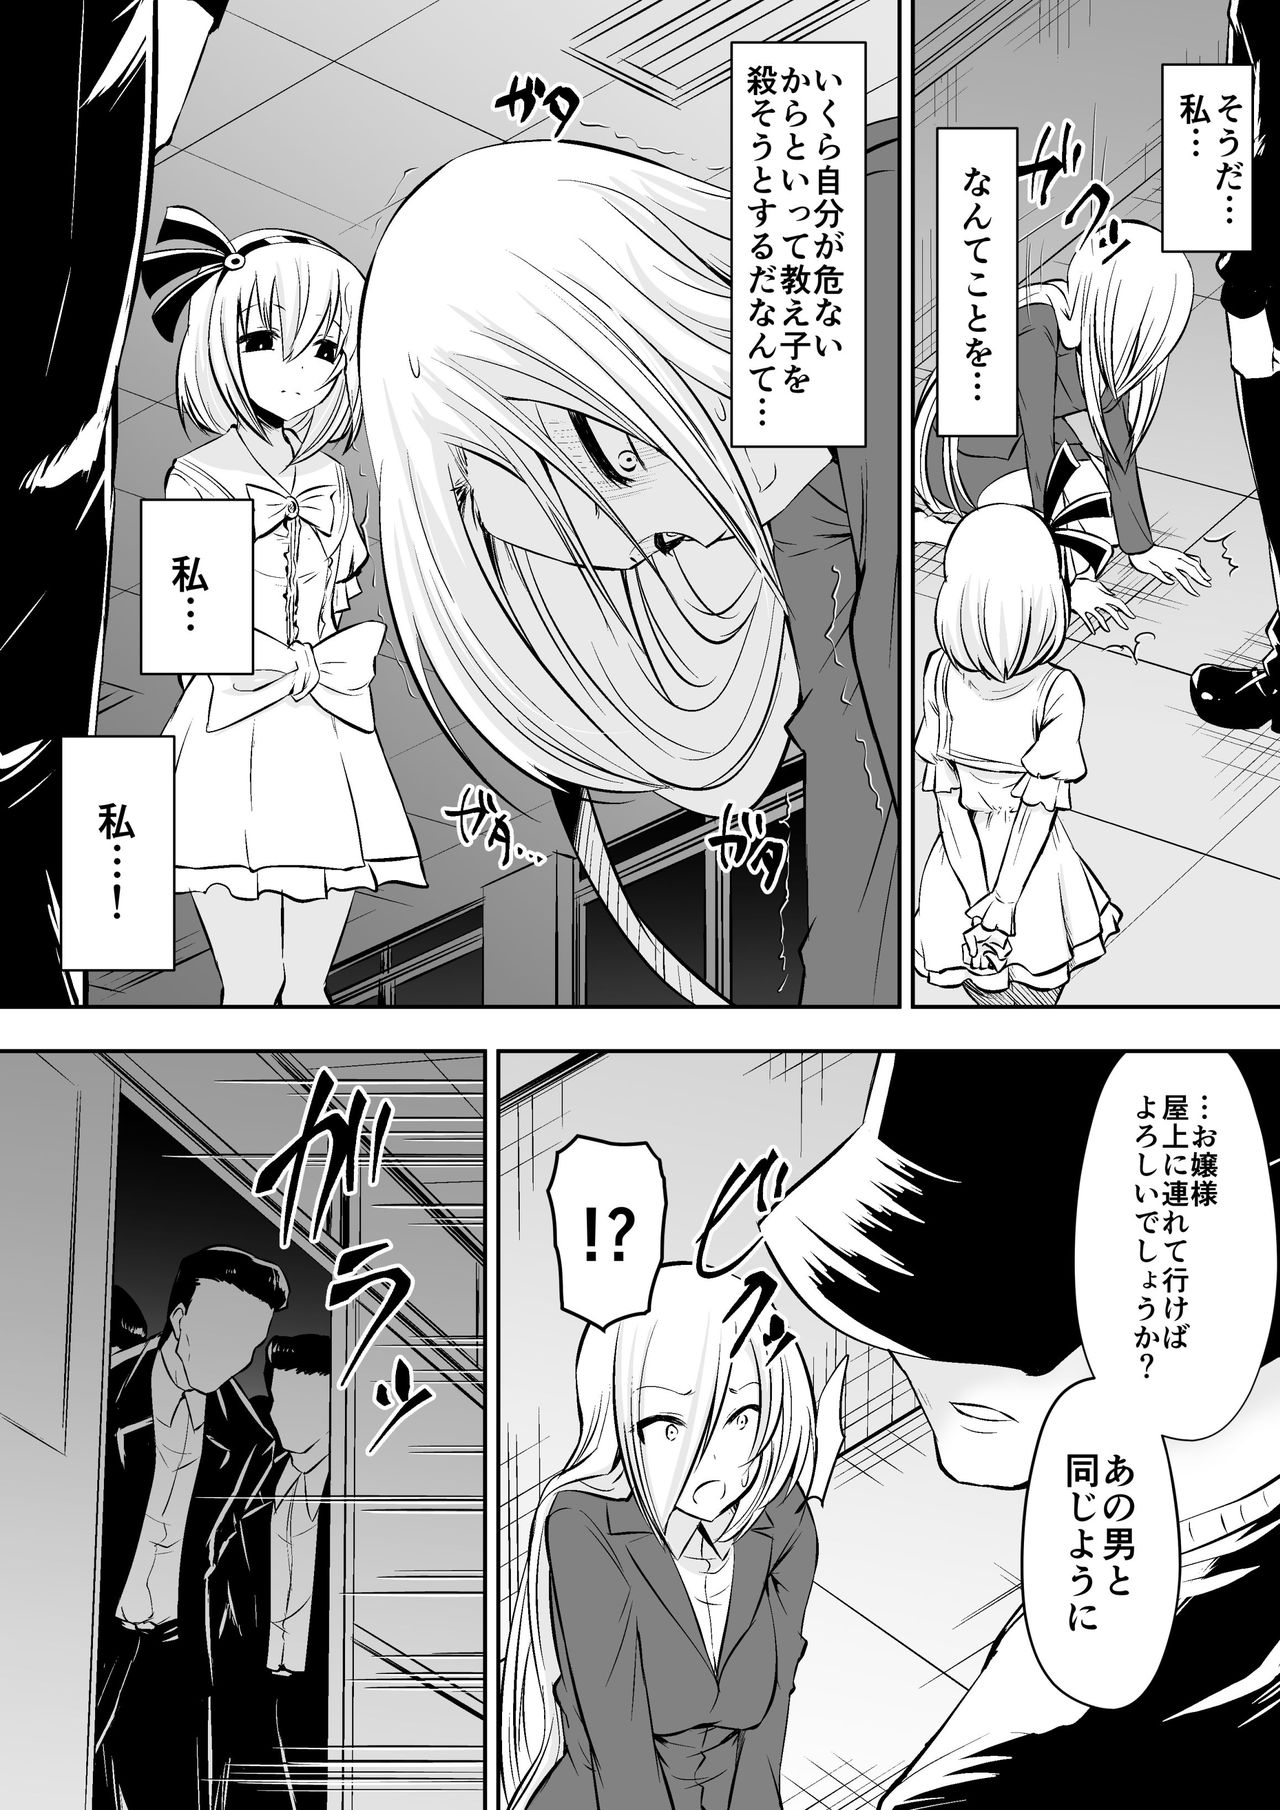 そうだ…
私…
ガクッ
なんてことを…
いくら自分が危ない
からといって教え子を
殺そうとするだなんて…
ガタ
ガタ
ガタ…
私…
私…！
…お嬢様
屋上に連れて行けば
よろしいでしょうか？
あの男と
同じように
!?
ガラッ